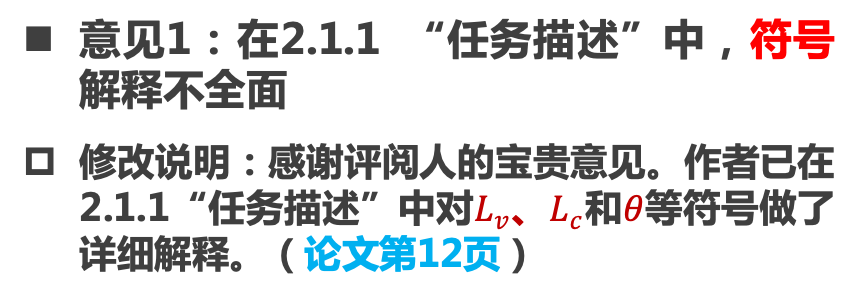 ■ 意见1：在2.1.1 “任务描述”中，符号
解释不全面
□ 修改说明：感谢评阅人的宝贵意见。作者已在
2.1.1“任务描述”中对L_v、L_c和θ等符号做了
详细解释。（论文第12页）